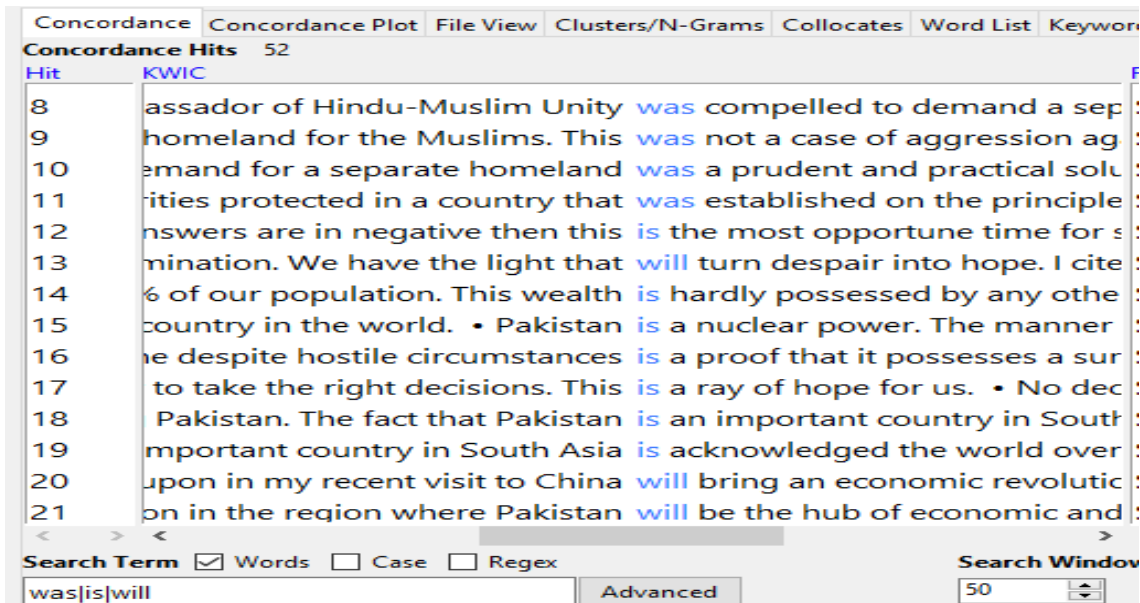 Concordance Concordance Plot File View Clusters/N-Grams Collocates Word List
Concordance Hits 52
Hit KWIC
8 assador of Hindu-Muslim Unity was compelled to demand a sep
9 homeland for the Muslims. This was not a case of aggression ag
10 emand for a separate homeland was a prudent and practical solu
11 rities protected in a country that was established on the principle
12 nswers are in negative then this is the most opportune time for s
13 mination. We have the light that will turn despair into hope. I cite
14 % of our population. This wealth is hardly possessed by any othe
15 country in the world. • Pakistan is a nuclear power. The manner
16 ne despite hostile circumstances is a proof that it possesses a sur
17 to take the right decisions. This is a ray of hope for us. • No dec
18 Pakistan. The fact that Pakistan is an important country in South
19 mportant country in South Asia is acknowledged the world over
20 upon in my recent visit to China will bring an economic revolutic
21 on in the region where Pakistan will be the hub of economic and
Search Term Words Case Regex Search Window
was|is|will Advanced 50